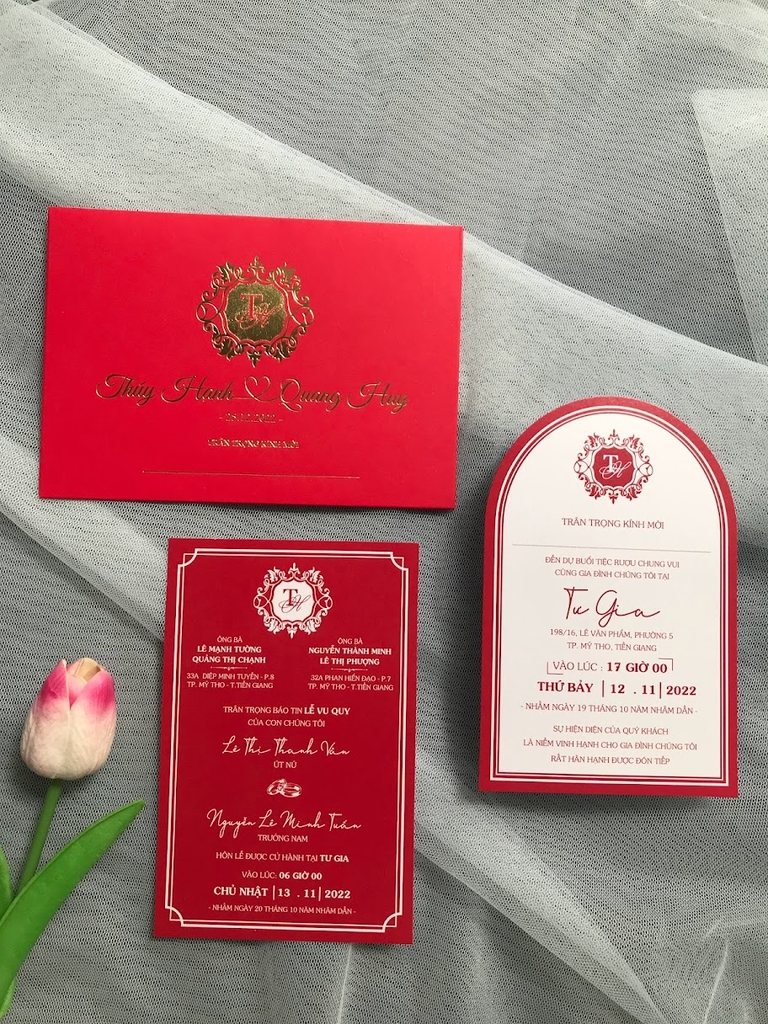 TH
Thúy Hạnh Quang Huy
TRÂN TRỌNG KÍNH MỜI
TH
TRÂN TRỌNG KÍNH MỜI
ĐẾN DỰ BUỔI TIỆC RƯỢU CHUNG VUI
CÙNG GIA ĐÌNH CHÚNG TÔI TẠI
Tư Gia
198/16, LÊ VĂN PHẨM, PHƯỜNG 5
TP. MỸ THO, TIỀN GIANG
VÀO LÚC : 17 GIỜ 00
THỨ BẢY | 12 . 11 | 2022
- NHẰM NGÀY 19 THÁNG 10 NĂM NHÂM DẦN -
SỰ HIỆN DIỆN CỦA QUÝ KHÁCH
LÀ NIỀM VINH HẠNH CHO GIA ĐÌNH CHÚNG TÔI
RẤT HÂN HẠNH ĐƯỢC ĐÓN TIẾP
TH
ÔNG BÀ
LÊ MẠNH TƯỜNG
QUẢNG THỊ CHẠNH
33A DIỆP MINH TUYỀN - P.8
TP. MỸ THO - T.TIỀN GIANG
ÔNG BÀ
NGUYỄN THÀNH MINH
LÊ THỊ PHƯỢNG
32A PHAN HIẾN ĐẠO - P.7
TP. MỸ THO - T.TIỀN GIANG
TRÂN TRỌNG BÁO TIN LỄ VU QUY
CỦA CON CHÚNG TÔI
Lê Thị Thanh Vân
ÚT NỮ
Nguyễn Lê Minh Tuấn
TRƯỞNG NAM
HÔN LỄ ĐƯỢC CỬ HÀNH TẠI TƯ GIA
VÀO LÚC: 06 GIỜ 00
CHỦ NHẬT | 13 . 11 | 2022
- NHẰM NGÀY 20 THÁNG 10 NĂM NHÂM DẦN -